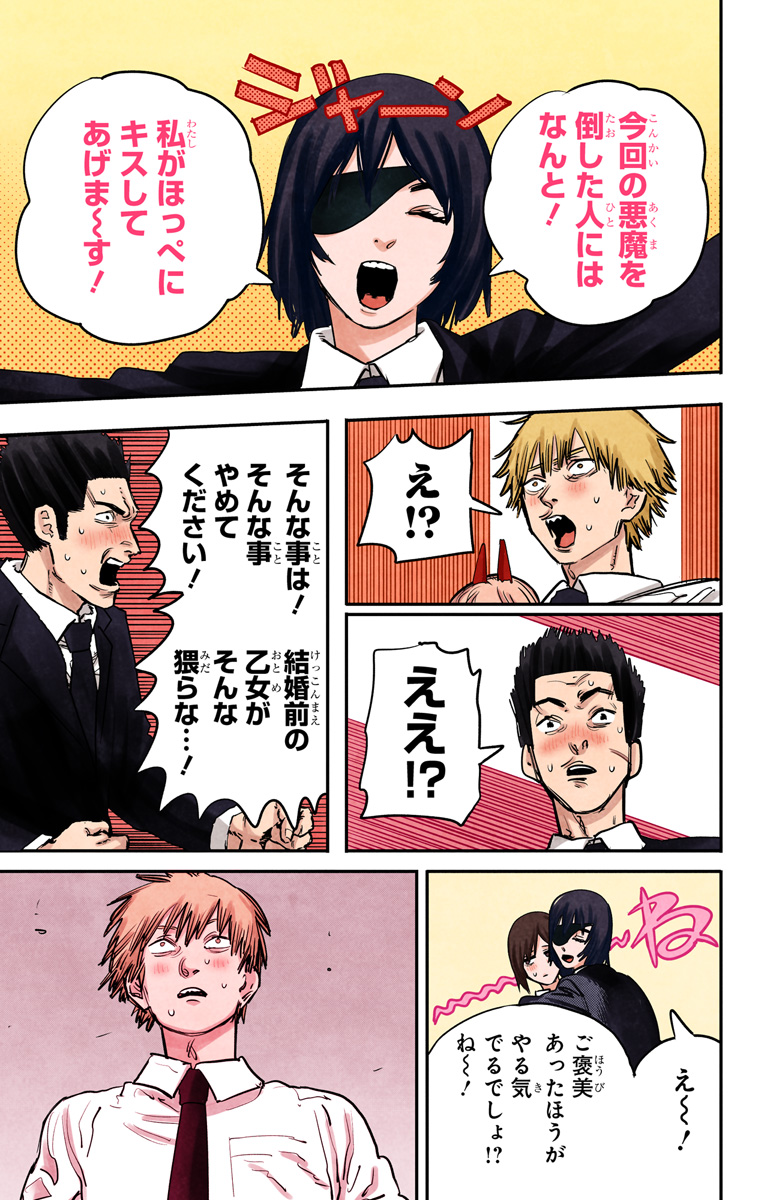 今回の悪魔を
倒した人には
なんと！
ジャーン
私がほっぺに
キスして
あげま〜す！
え!?
ええ!?
そんな事は！
そんな事
やめて
ください！
結婚前の
乙女が
そんな
猥らな…！
え〜！
ご褒美
あったほうが
やる気
でるでしょ!?
ね〜！
ね〜